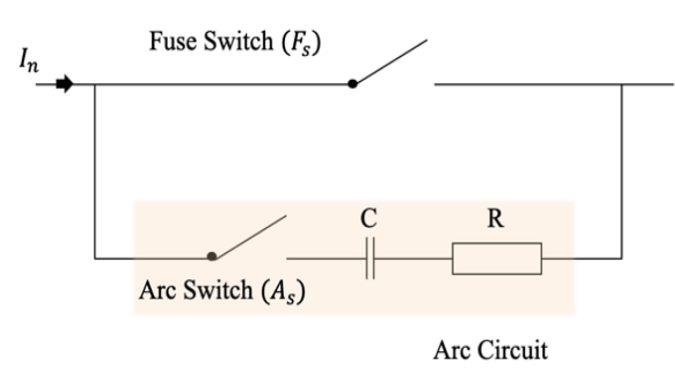 Fuse Switch (Fₛ)
Iₙ
C
R
Arc Switch (Aₛ)
Arc Circuit